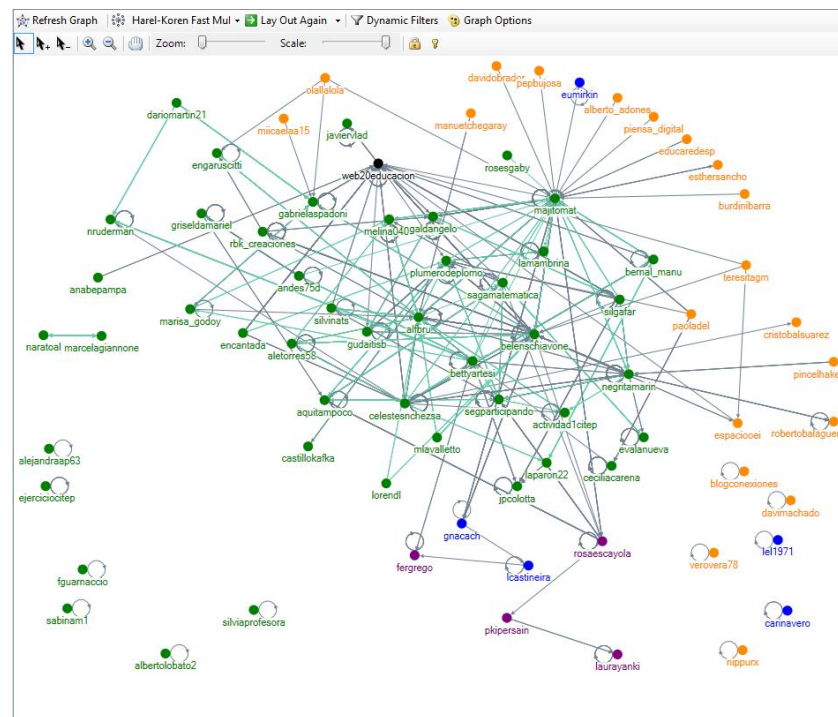 Refresh Graph Harel-Koren Fast Mul Lay Out Again Dynamic Filters Graph Options
Zoom: Scale:
davidobrador
pepbujosa
olallalola
eumirkin
alberto_adones
dariomartin21
miicaelaa15
manuetchegaray
piensa_digital
javiervlad
educaredesp
engaruscitti
rosesgaby
web20educacion
esthersancho
majitomat
burdinibarra
gabrielaspadoni
griseldamariel
nruderman
rbk_creaciones
galdangelo
lamambrina
bernal_manu
plumerodeplomo
teresitagm
anabepampa
andes75d
sagamatematica
silgafar
marisa_godoy
silvinats
alfbrus
paoladel
cristobalsuarez
naratoal
marcelagiannone
encantada
aletorres58
gudaitisb
belenschiavone
bettyartesi
negritamarin
pincelhake
aquitampoco
celestesnchezsa
segparticipando
actividad1citep
espaciooei
robertobalaguer
castillokafka
mlavalletto
evalanueva
alejandraap63
laparon22
ceciliacarena
blogconexiones
ejerciciocitep
lorendl
jpcolotta
davimachado
gnacach
rosaescayola
lel1971
fergrego
lcastineira
verovera78
fguarnaccio
sabinam1
silviaprofesora
pkipersain
carinavero
albertolobato2
laurayanki
nippurx